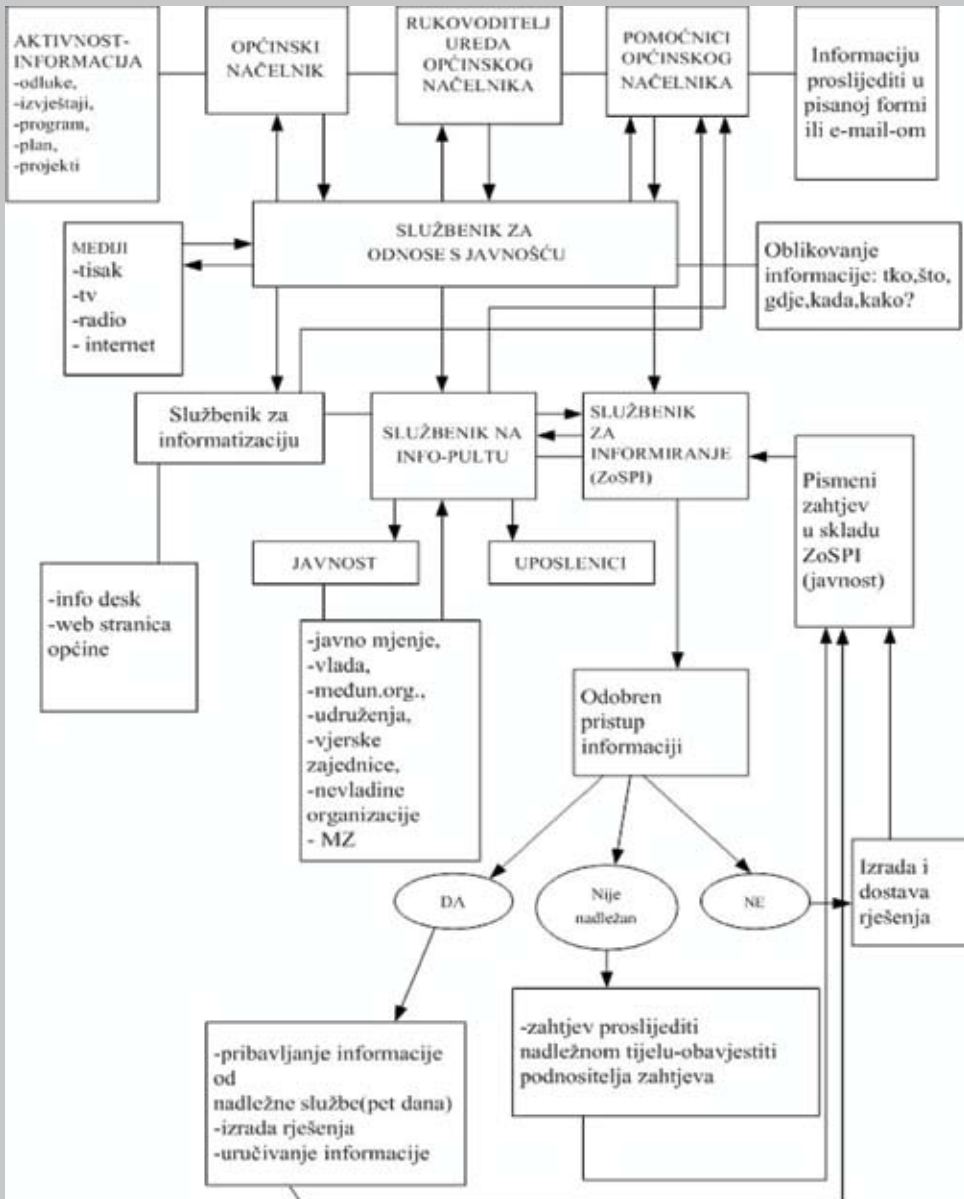 AKTIVNOST-
INFORMACIJA
-odluke,
-izvještaji,
-program,
-plan,
-projekti
OPĆINSKI
NAČELNIK
RUKOVODITELJ
UREDA
OPĆINSKOG
NAČELNIKA
POMOĆNICI
OPĆINSKOG
NAČELNIKA
Informaciju
proslijediti u
pisanoj formi
ili e-mail-om
SLUŽBENIK ZA
ODNOSE S JAVNOŠĆU
MEDIJI
-tisak
-tv
-radio
- internet
Oblikovanje
informacije: tko,što,
gdje,kada,kako?
Službenik za
informatizaciju
SLUŽBENIK NA
INFO-PULTU
SLUŽBENIK
ZA
INFORMIRANJE
(ZoSPI)
Pismeni
zahtjev
u skladu
ZoSPI
(javnost)
JAVNOST
UPOSLENICI
-info desk
-web stranica
općine
-javno mjenje,
-vlada,
-međun.org.,
-udruženja,
-vjerske
zajednice,
-nevladine
organizacije
- MZ
Odobren
pristup
informaciji
DA
Nije
nadležan
NE
Izrada i
dostava
rješenja
-pribavljanje informacije
od
nadležne službe(pet dana)
-izrada rješenja
-uručivanje informacije
-zahtjev proslijediti
nadležnom tijelu-obavjestiti
podnositelja zahtjeva